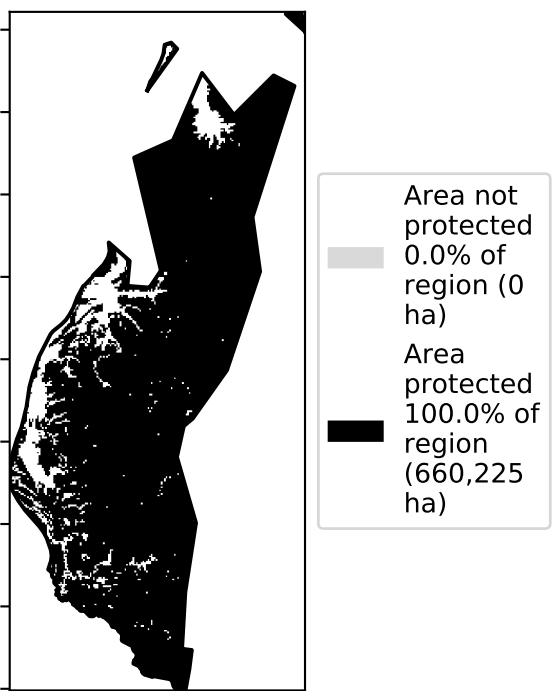 Area not
protected
0.0% of
region (0
ha)
Area
protected
100.0% of
region
(660,225
ha)